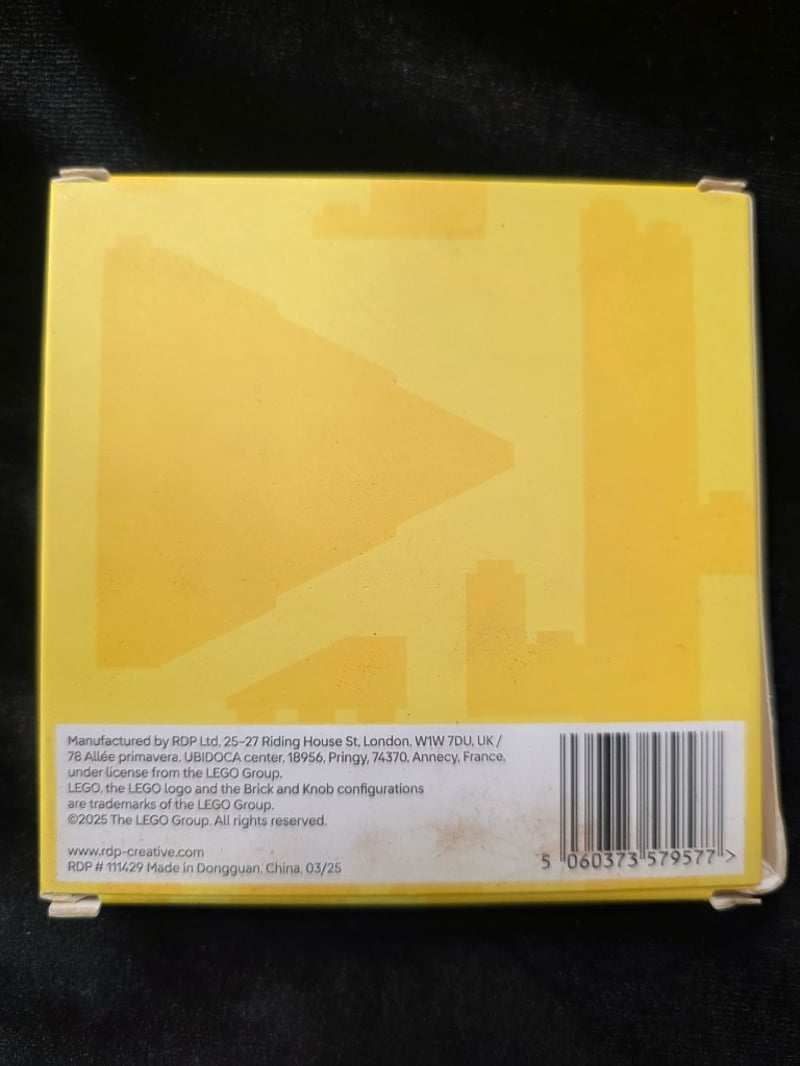 Manufactured by RDP Ltd, 25–27 Riding House St, London, W1W 7DU, UK /
78 Allée primavera, UBIDOCA center, 18956, Pringy, 74370, Annecy, France,
under license from the LEGO Group.
LEGO, the LEGO logo and the Brick and Knob configurations
are trademarks of the LEGO Group.
©2025 The LEGO Group. All rights reserved.
www.rdp-creative.com
RDP # 111429 Made in Dongguan, China, 03/25
5 060373 579577 >